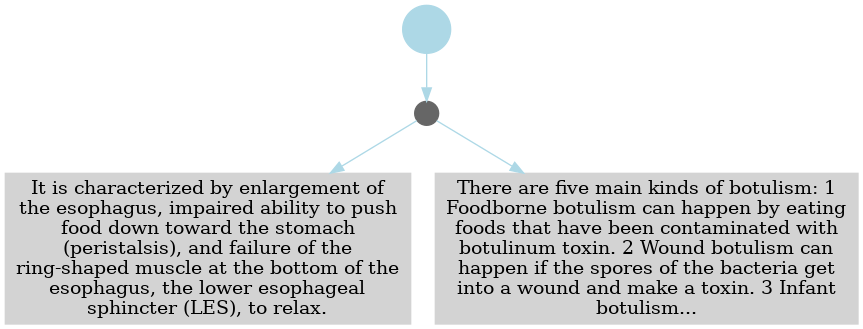 It is characterized by enlargement of
the esophagus, impaired ability to push
food down toward the stomach
(peristalsis), and failure of the
ring-shaped muscle at the bottom of the
esophagus, the lower esophageal
sphincter (LES), to relax.
There are five main kinds of botulism: 1
Foodborne botulism can happen by eating
foods that have been contaminated with
botulinum toxin. 2 Wound botulism can
happen if the spores of the bacteria get
into a wound and make a toxin. 3 Infant
botulism...